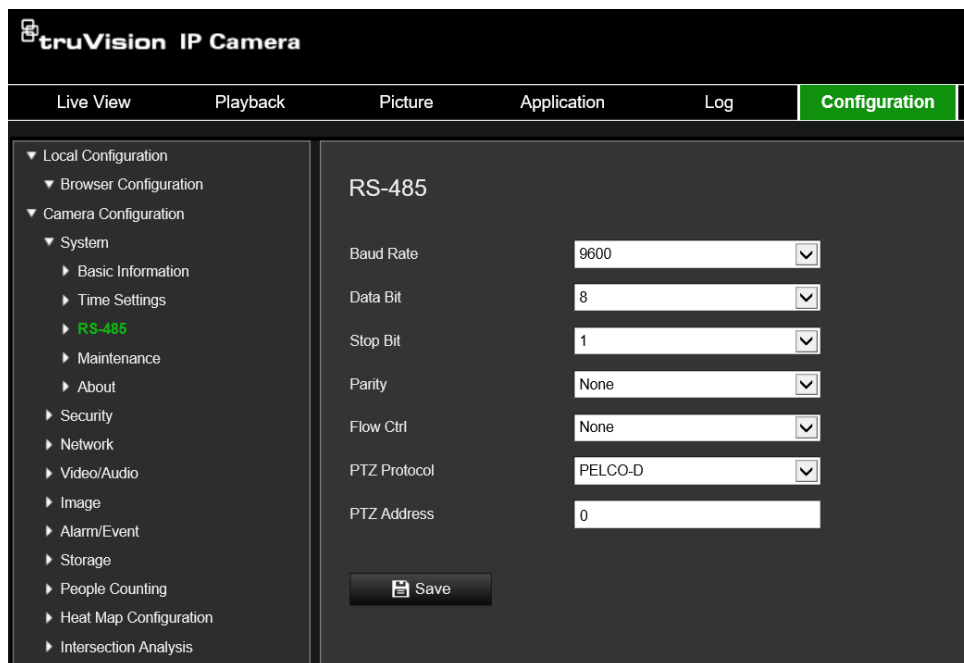 truVision IP Camera
Live View Playback Picture Application Log Configuration
Local Configuration
Browser Configuration
Camera Configuration
System
Basic Information
Time Settings
RS-485
Maintenance
About
Security
Network
Video/Audio
Image
Alarm/Event
Storage
People Counting
Heat Map Configuration
Intersection Analysis
RS-485
Baud Rate 9600
Data Bit 8
Stop Bit 1
Parity None
Flow Ctrl None
PTZ Protocol PELCO-D
PTZ Address 0
Save